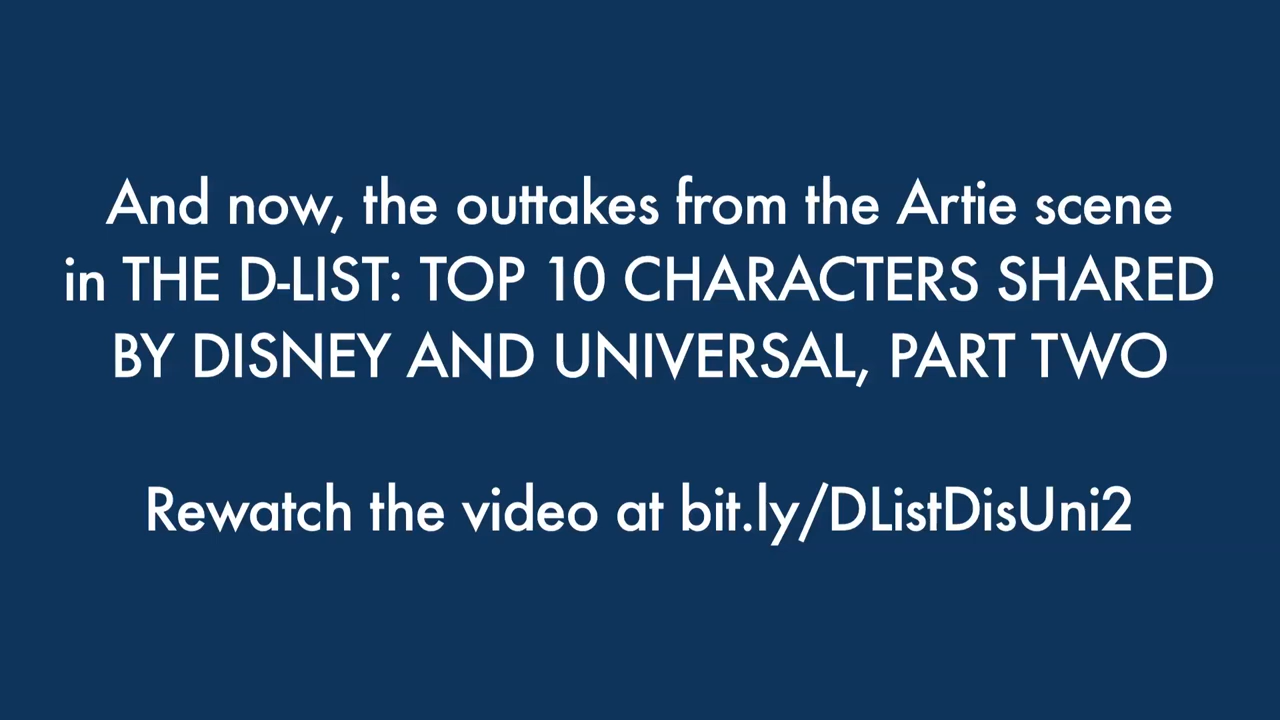 And now, the outtakes from the Artie scene
in THE D-LIST: TOP 10 CHARACTERS SHARED
BY DISNEY AND UNIVERSAL, PART TWO
Rewatch the video at bit.ly/DListDisUni2